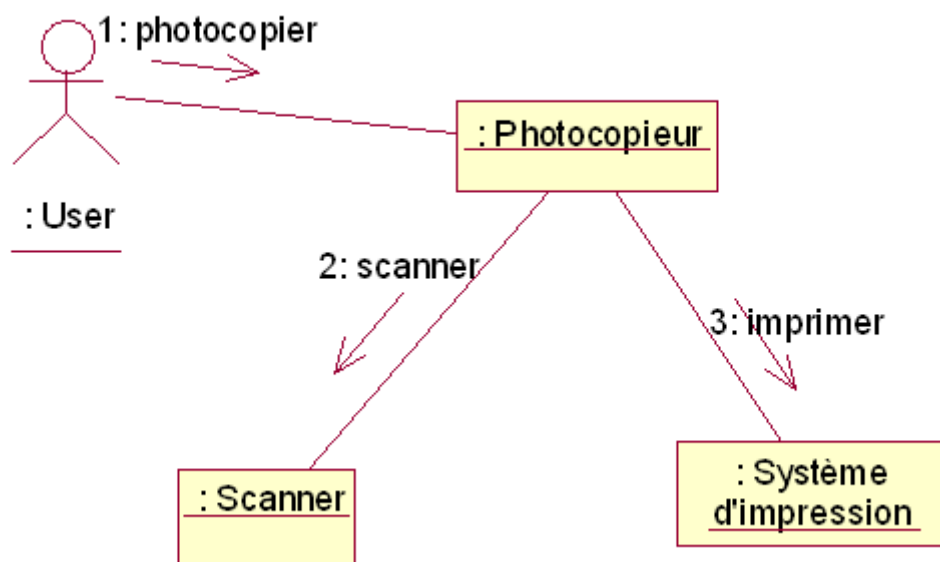 1: photocopier
: Photocopieur
: User
2: scanner
3: imprimer
: Scanner
: Système
d'impression